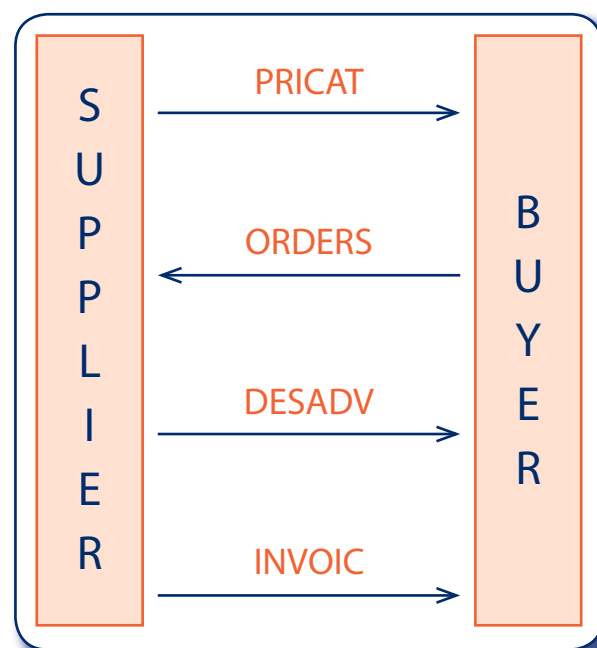 SUPPLIER
PRICAT
ORDERS
DESADV
INVOIC
BUYER